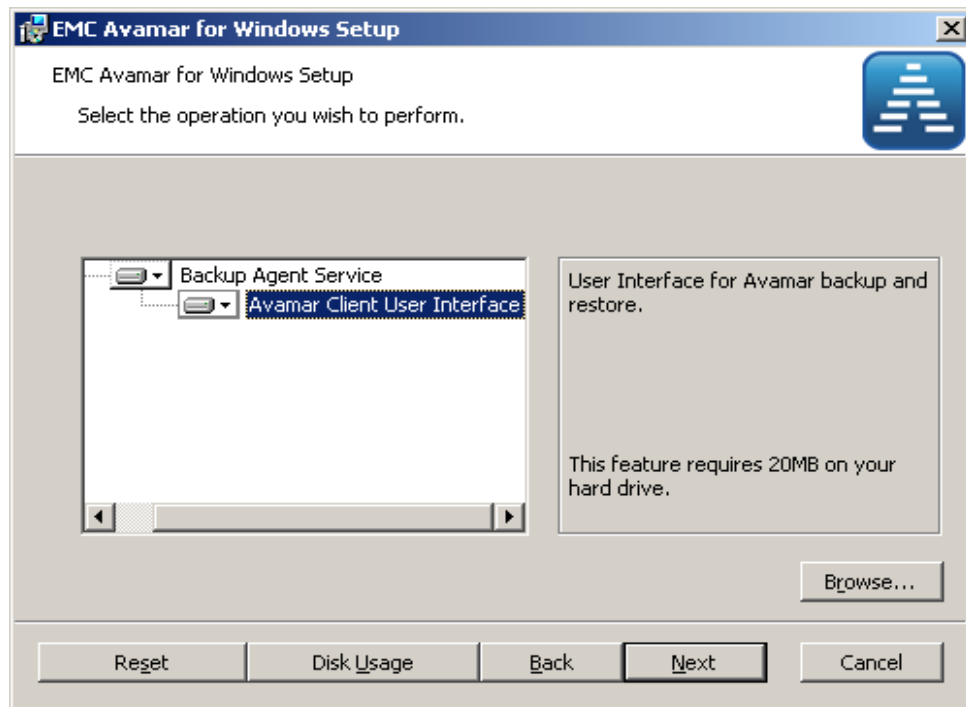 EMC Avamar for Windows Setup
EMC Avamar for Windows Setup
Select the operation you wish to perform.
Backup Agent Service
Avamar Client User Interface
User Interface for Avamar backup and
restore.
This feature requires 20MB on your
hard drive.
Browse...
Reset Disk Usage Back Next Cancel